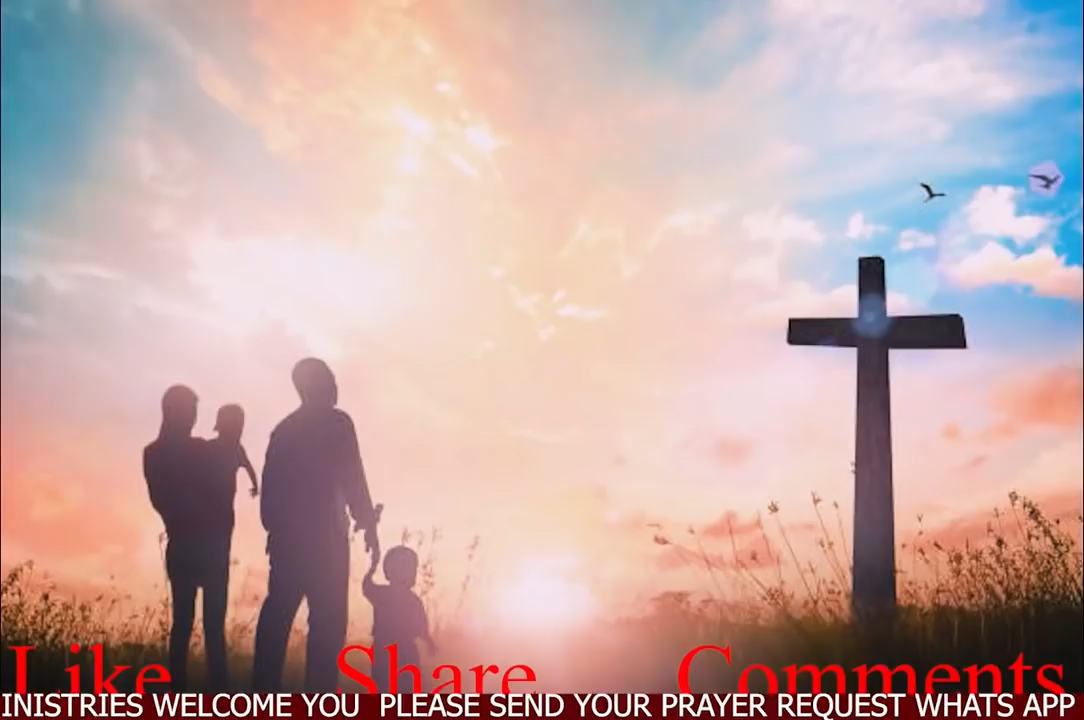 Like Share Comments
INISTRIES WELCOME YOU PLEASE SEND YOUR PRAYER REQUEST WHATS APP